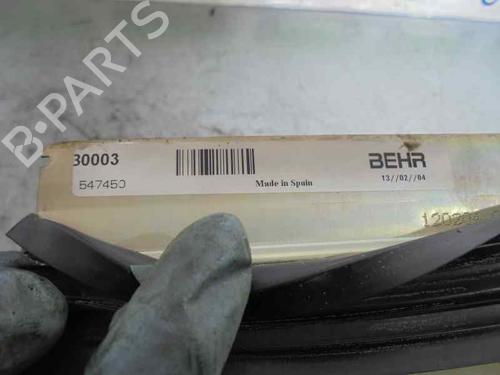 B-PARTS
30003
BEHR
547450
Made in Spain
13//02//04